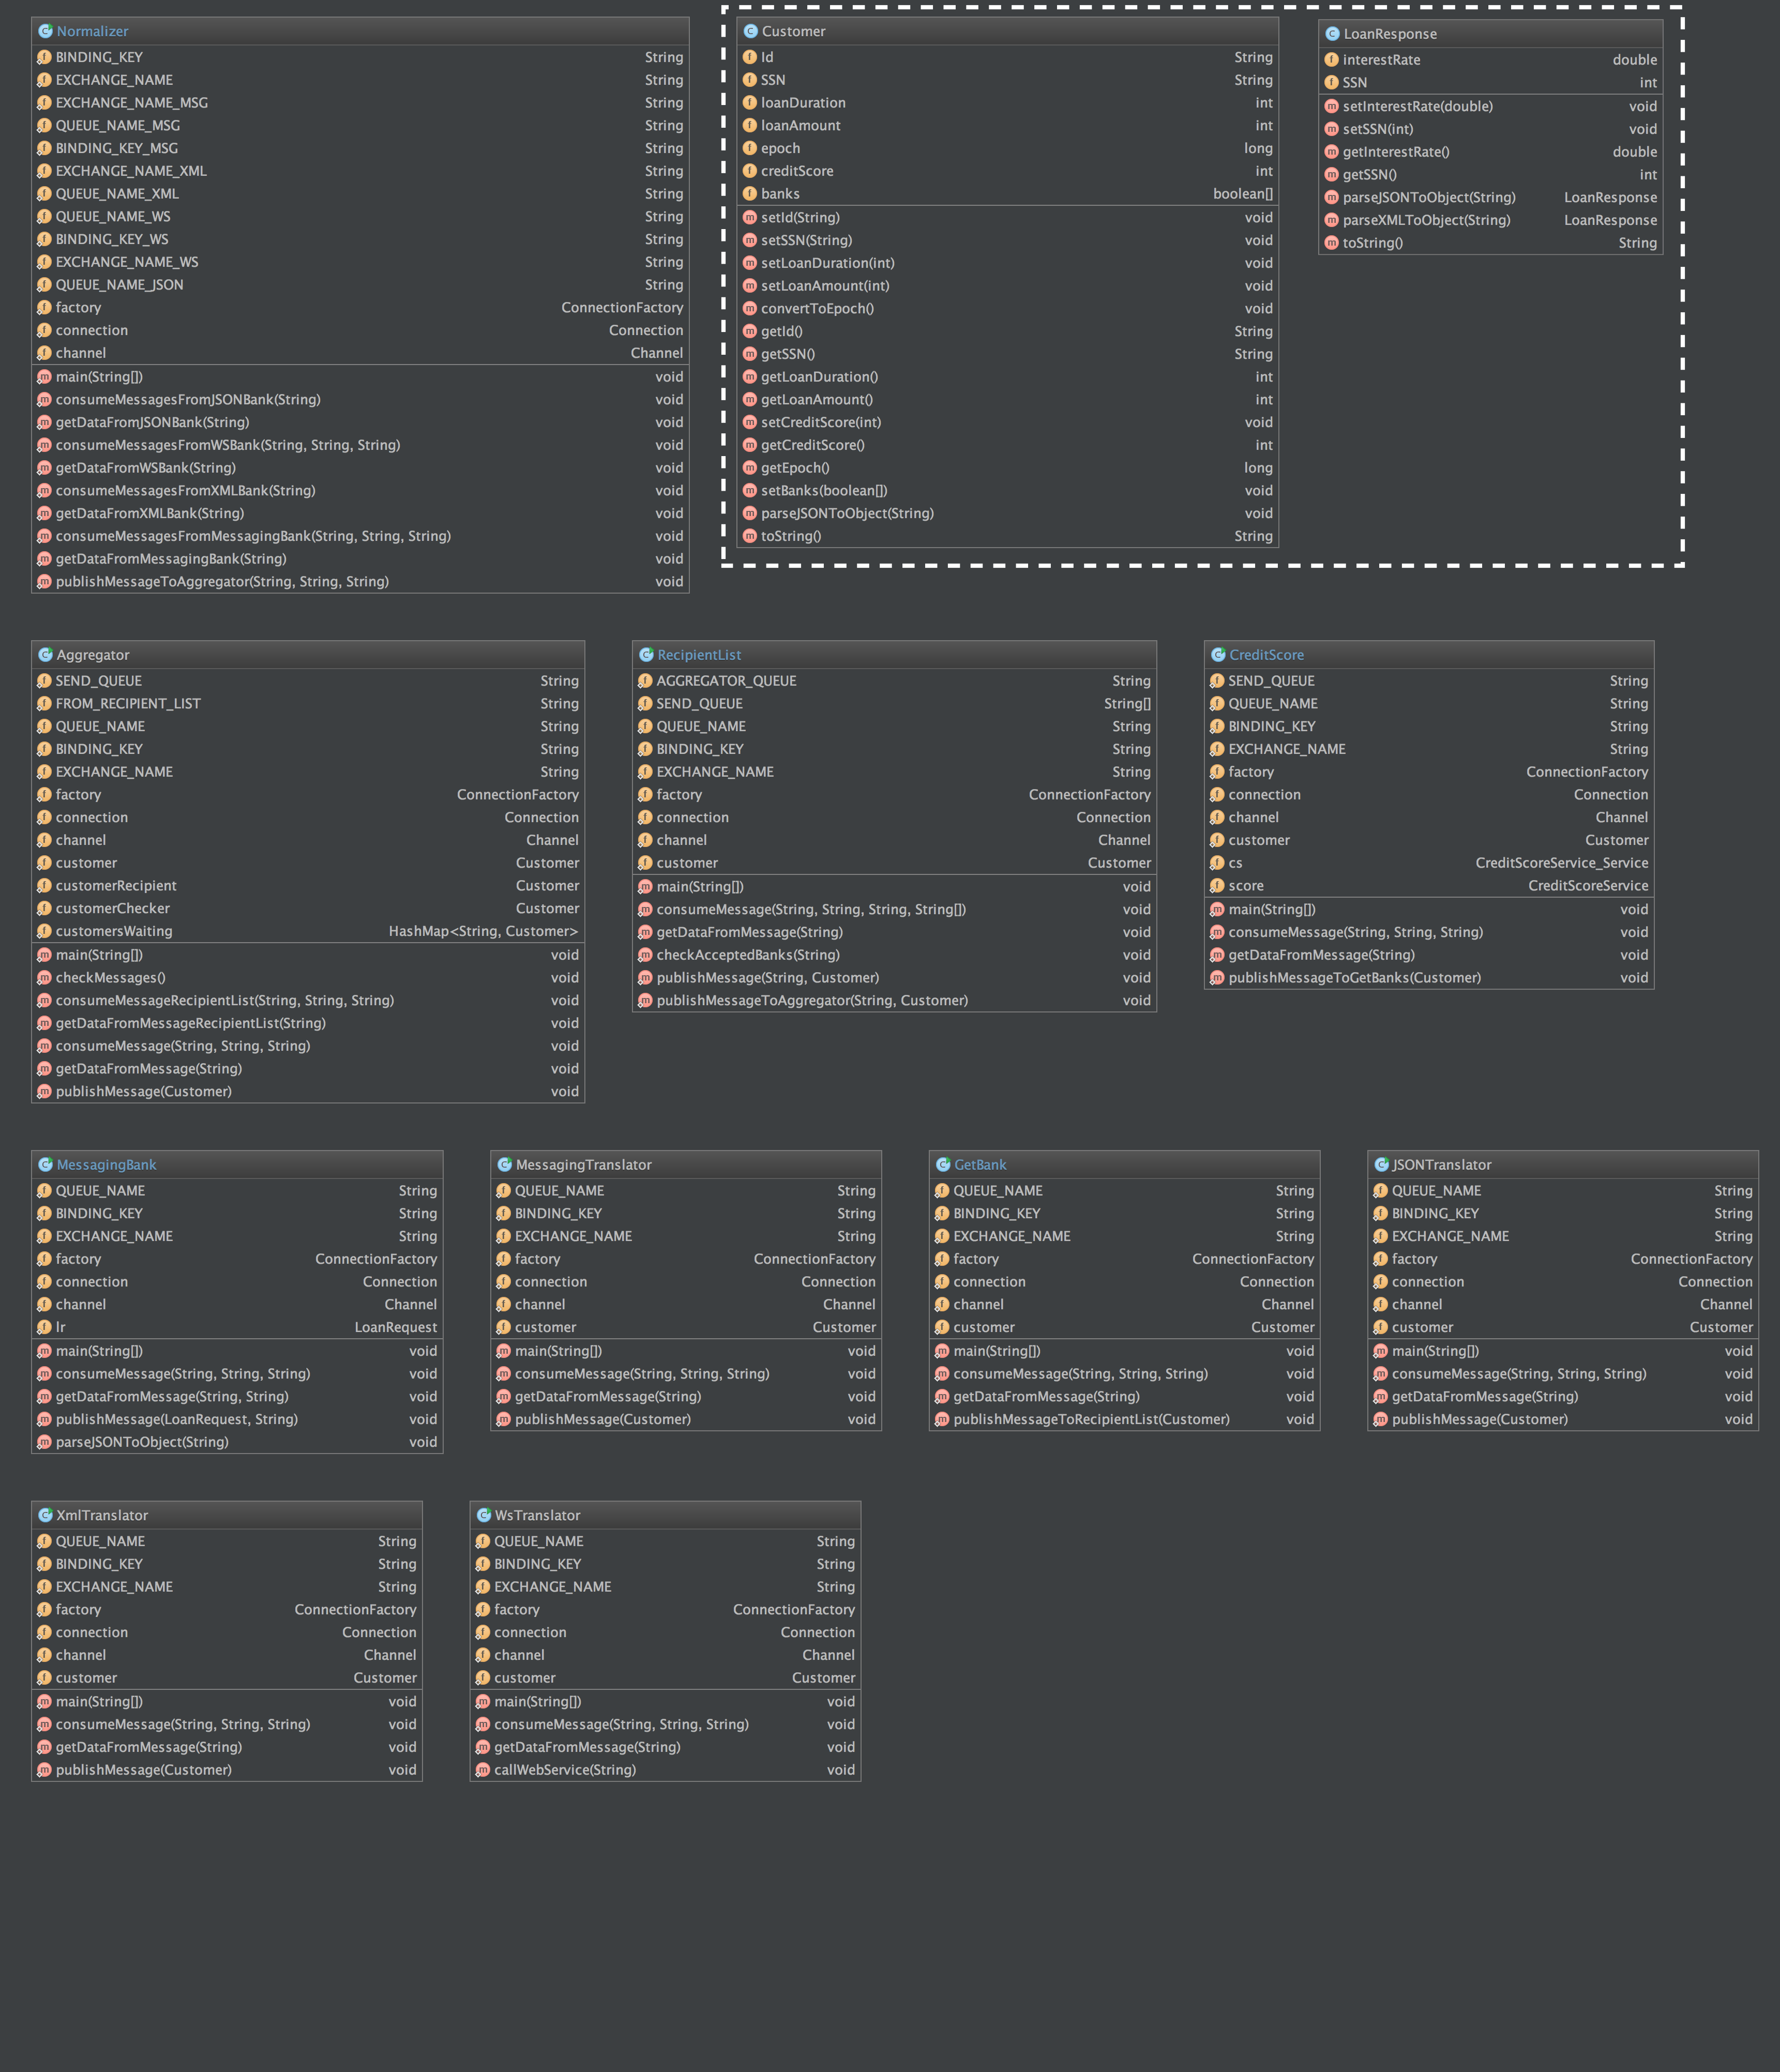 Normalizer
BINDING_KEY String
EXCHANGE_NAME String
EXCHANGE_NAME_MSG String
QUEUE_NAME_MSG String
BINDING_KEY_MSG String
EXCHANGE_NAME_XML String
QUEUE_NAME_XML String
QUEUE_NAME_WS String
BINDING_KEY_WS String
EXCHANGE_NAME_WS String
QUEUE_NAME_JSON String
factory ConnectionFactory
connection Connection
channel Channel
main(String[]) void
consumeMessagesFromJSONBank(String) void
getDataFromJSONBank(String) void
consumeMessagesFromWSBank(String, String, String) void
getDataFromWSBank(String) void
consumeMessagesFromXMLBank(String) void
getDataFromXMLBank(String) void
consumeMessagesFromMessagingBank(String, String, String) void
getDataFromMessagingBank(String) void
publishMessageToAggregator(String, String, String) void
Customer
Id String
SSN String
loanDuration int
loanAmount int
epoch long
creditScore int
banks boolean[]
setId(String) void
setSSN(String) void
setLoanDuration(int) void
setLoanAmount(int) void
convertToEpoch() void
getId() String
getSSN() String
getLoanDuration() int
getLoanAmount() int
setCreditScore(int) void
getCreditScore() int
getEpoch() long
setBanks(boolean[]) void
parseJSONToObject(String) void
toString() String
LoanResponse
interestRate double
SSN int
setInterestRate(double) void
setSSN(int) void
getInterestRate() double
getSSN() int
parseJSONToObject(String) LoanResponse
parseXMLToObject(String) LoanResponse
toString() String
Aggregator
SEND_QUEUE String
FROM_RECIPIENT_LIST String
QUEUE_NAME String
BINDING_KEY String
EXCHANGE_NAME String
factory ConnectionFactory
connection Connection
channel Channel
customer Customer
customerRecipient Customer
customerChecker Customer
customersWaiting HashMap<String, Customer>
main(String[]) void
checkMessages() void
consumeMessageRecipientList(String, String, String) void
getDataFromMessageRecipientList(String) void
consumeMessage(String, String, String) void
getDataFromMessage(String) void
publishMessage(Customer) void
RecipientList
AGGREGATOR_QUEUE String
SEND_QUEUE String[]
QUEUE_NAME String
BINDING_KEY String
EXCHANGE_NAME String
factory ConnectionFactory
connection Connection
channel Channel
customer Customer
main(String[]) void
consumeMessage(String, String, String, String[]) void
getDataFromMessage(String) void
checkAcceptedBanks(String) void
publishMessage(String, Customer) void
publishMessageToAggregator(String, Customer) void
CreditScore
SEND_QUEUE String
QUEUE_NAME String
BINDING_KEY String
EXCHANGE_NAME String
factory ConnectionFactory
connection Connection
channel Channel
customer Customer
cs CreditScoreService_Service
score CreditScoreService
main(String[]) void
consumeMessage(String, String, String) void
getDataFromMessage(String) void
publishMessageToGetBanks(Customer) void
MessagingBank
QUEUE_NAME String
BINDING_KEY String
EXCHANGE_NAME String
factory ConnectionFactory
connection Connection
channel Channel
lr LoanRequest
main(String[]) void
consumeMessage(String, String, String) void
getDataFromMessage(String, String) void
publishMessage(LoanRequest, String) void
parseJSONToObject(String) void
MessagingTranslator
QUEUE_NAME String
BINDING_KEY String
EXCHANGE_NAME String
factory ConnectionFactory
connection Connection
channel Channel
customer Customer
main(String[]) void
consumeMessage(String, String, String) void
getDataFromMessage(String) void
publishMessage(Customer) void
GetBank
QUEUE_NAME String
BINDING_KEY String
EXCHANGE_NAME String
factory ConnectionFactory
connection Connection
channel Channel
customer Customer
main(String[]) void
consumeMessage(String, String, String) void
getDataFromMessage(String) void
publishMessageToRecipientList(Customer) void
JSONTranslator
QUEUE_NAME String
BINDING_KEY String
EXCHANGE_NAME String
factory ConnectionFactory
connection Connection
channel Channel
customer Customer
main(String[]) void
consumeMessage(String, String, String) void
getDataFromMessage(String) void
publishMessage(Customer) void
XmlTranslator
QUEUE_NAME String
BINDING_KEY String
EXCHANGE_NAME String
factory ConnectionFactory
connection Connection
channel Channel
customer Customer
main(String[]) void
consumeMessage(String, String, String) void
getDataFromMessage(String) void
publishMessage(Customer) void
WsTranslator
QUEUE_NAME String
BINDING_KEY String
EXCHANGE_NAME String
factory ConnectionFactory
connection Connection
channel Channel
customer Customer
main(String[]) void
consumeMessage(String, String, String) void
getDataFromMessage(String) void
callWebService(String) void